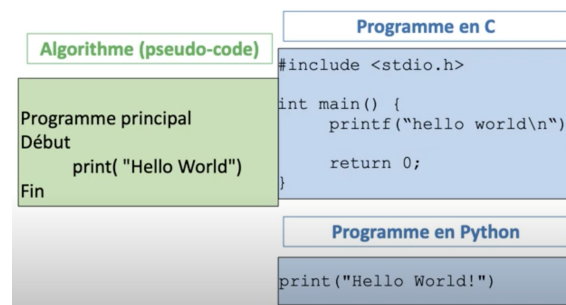 Algorithme (pseudo-code)
Programme principal
Début
print( "Hello World")
Fin
Programme en C
#include <stdio.h>
int main() {
printf(“hello world\n“)
return 0;
}
Programme en Python
print("Hello World!")